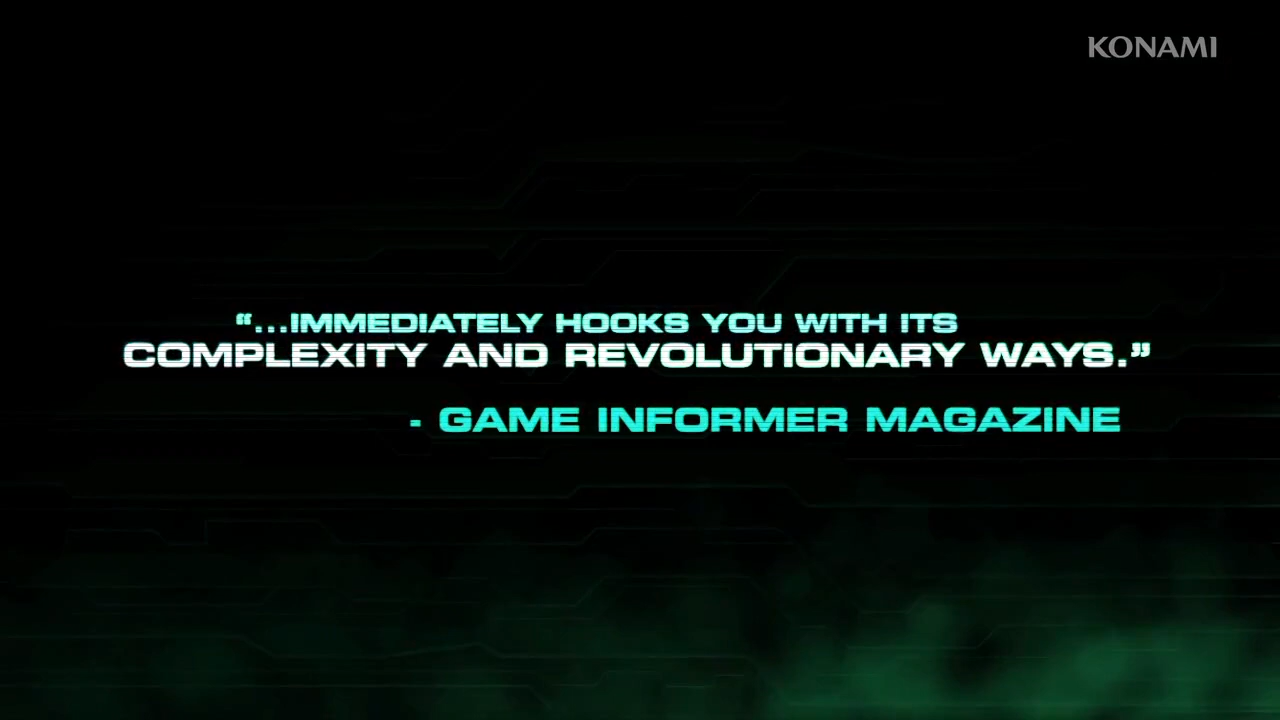 KONAMI
“...IMMEDIATELY HOOKS YOU WITH ITS
COMPLEXITY AND REVOLUTIONARY WAYS.”
- GAME INFORMER MAGAZINE